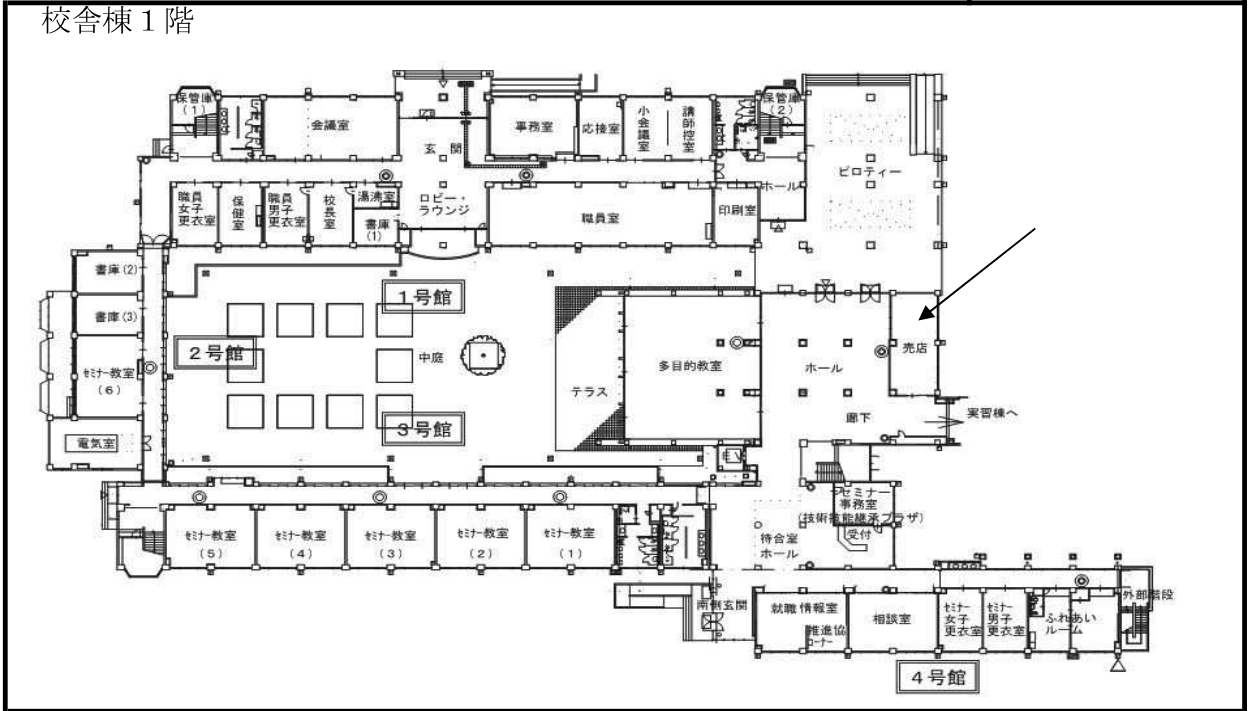 校舎棟１階
保管庫
(1)
会議室
玄 関
事務室
応接室
小会議室
講師控室
保管庫
(2)
ピロティー
ホール
職員
女子
更衣室
保健室
職員
男子
更衣室
校長室
湯沸室
書庫
(1)
ロビー・
ラウンジ
職員室
印刷室
書庫(2)
書庫(3)
セミナー教室
(6)
電気室
１号館
２号館
３号館
中庭
テラス
多目的教室
ホール
売店
廊下
実習棟へ
セミナー教室
(5)
セミナー教室
(4)
セミナー教室
(3)
セミナー教室
(2)
セミナー教室
(1)
待合室
ホール
セミナー
事務室
(技術技能継承プラザ)
受付
南側玄関
就職情報室
推進協
コーナー
相談室
セミナー
女子
更衣室
セミナー
男子
更衣室
ふれあい
ルーム
外部階段
４号館